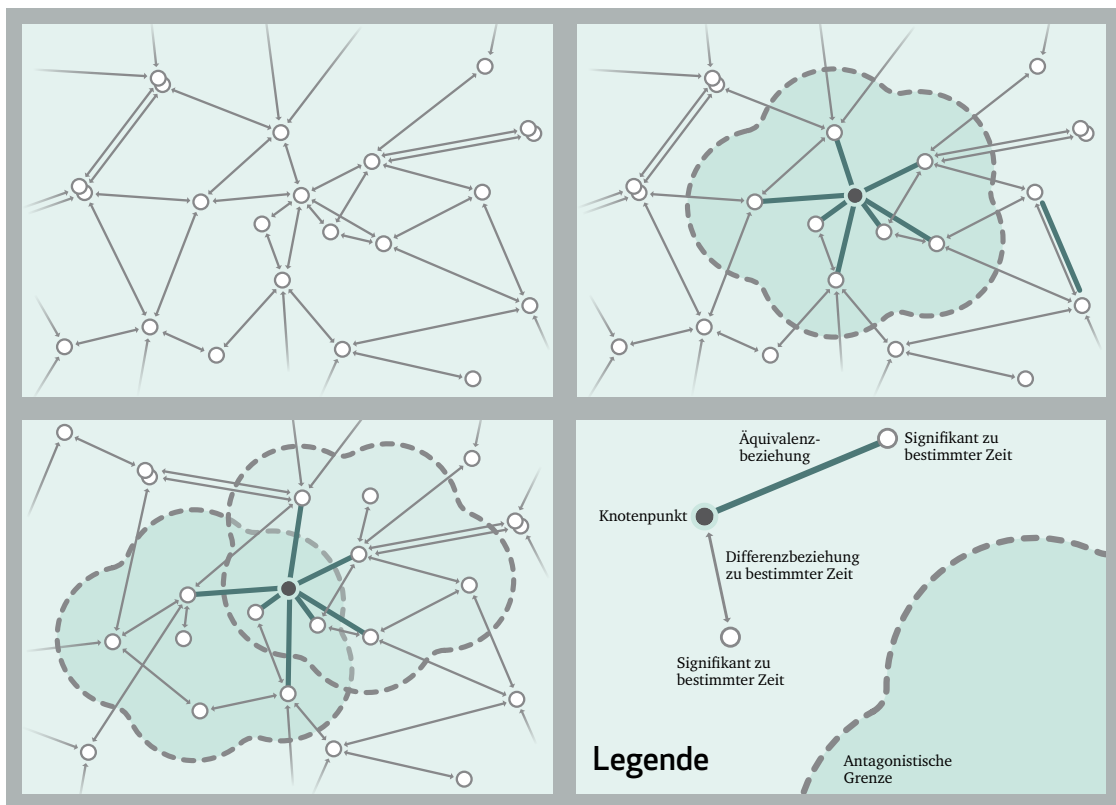 Äquivalenz-
beziehung
Signifikant zu
bestimmter Zeit
Knotenpunkt
Differenzbeziehung
zu bestimmter Zeit
Signifikant zu
bestimmter Zeit
Legende
Antagonistische
Grenze